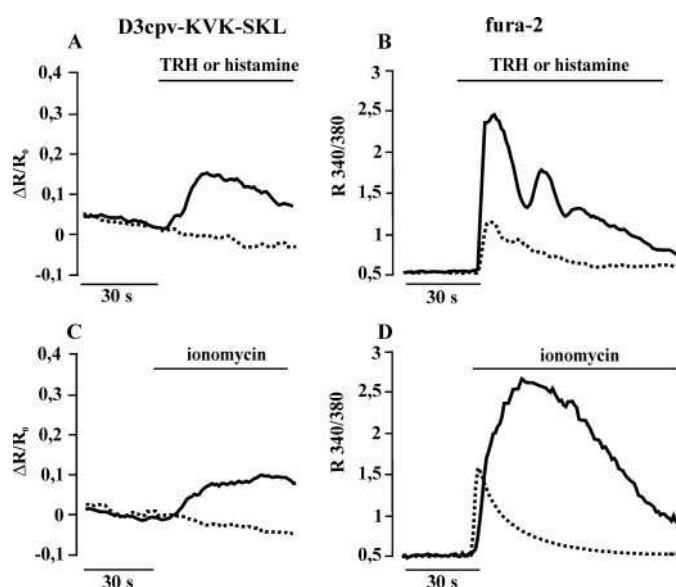 D3cpv-KVK-SKL
fura-2
A
TRH or histamine
0,4
0,3
0,2
0,1
0
-0,1
ΔR/R₀
30 s
B
TRH or histamine
3
2,5
2
1,5
1
0,5
R 340/380
30 s
C
ionomycin
0,4
0,3
0,2
0,1
0
-0,1
ΔR/R₀
30 s
D
ionomycin
3
2,5
2
1,5
1
0,5
R 340/380
30 s